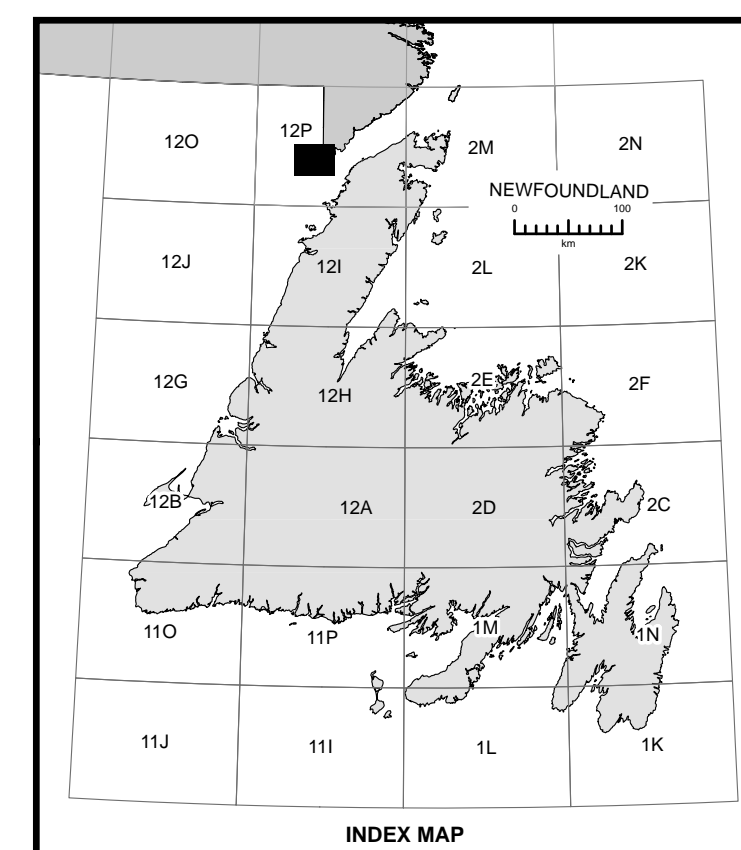 12O 12P 2M 2N
NEWFOUNDLAND
0 100
km
12J 12I 2L 2K
12G 12H 2E 2F
12B 12A 2D 2C
11O 11P 1M 1N
11J 11I 1L 1K
INDEX MAP